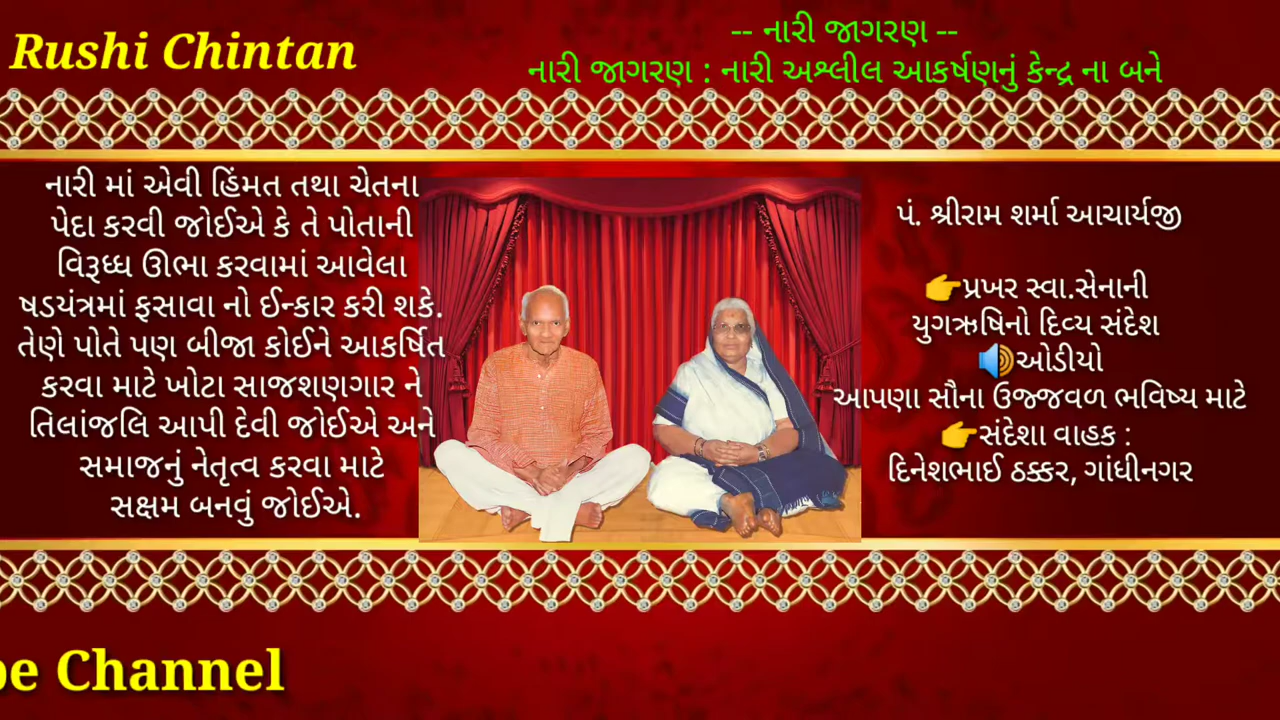 Rushi Chintan
-- નારી જાગરણ --
નારી જાગરણ : નારી અશ્લીલ આકર્ષણનું કેન્દ્ર ના બને
નારી માં એવી હિંમત તથા ચેતના
પેદા કરવી જોઈએ કે તે પોતાની
વિરૂધ્ધ ઊભા કરવામાં આવેલા
ષડયંત્રમાં ફસાવા નો ઈન્કાર કરી શકે.
તેણે પોતે પણ બીજા કોઈને આકર્ષિત
કરવા માટે ખોટા સાજશણગાર ને
તિલાંજલિ આપી દેવી જોઈએ અને
સમાજનું નેતૃત્વ કરવા માટે
સક્ષમ બનવું જોઈએ.
પં. શ્રીરામ શર્મા આચાર્યજી
👉પ્રખર સ્વા.સેનાની
યુગઋષિનો દિવ્ય સંદેશ
🔊ઓડીયો
આપણા સૌના ઉજ્જવળ ભવિષ્ય માટે
👉સંદેશા વાહક :
દિનેશભાઈ ઠક્કર, ગાંધીનગર
Channel